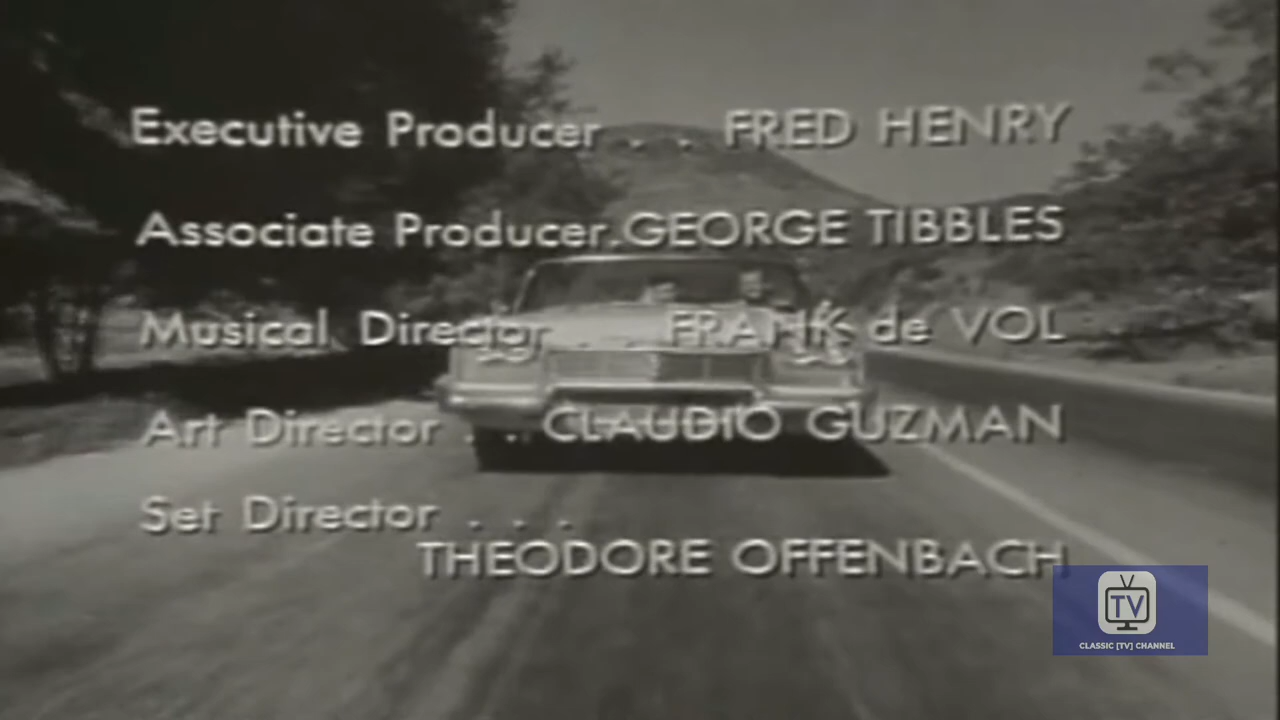 Executive Producer . . FRED HENRY
Associate Producer.GEORGE TIBBLES
Musical Director . . FRANK de VOL
Art Director . . CLAUDIO GUZMAN
Set Director . . .
THEODORE OFFENBACH
TV
CLASSIC [TV] CHANNEL